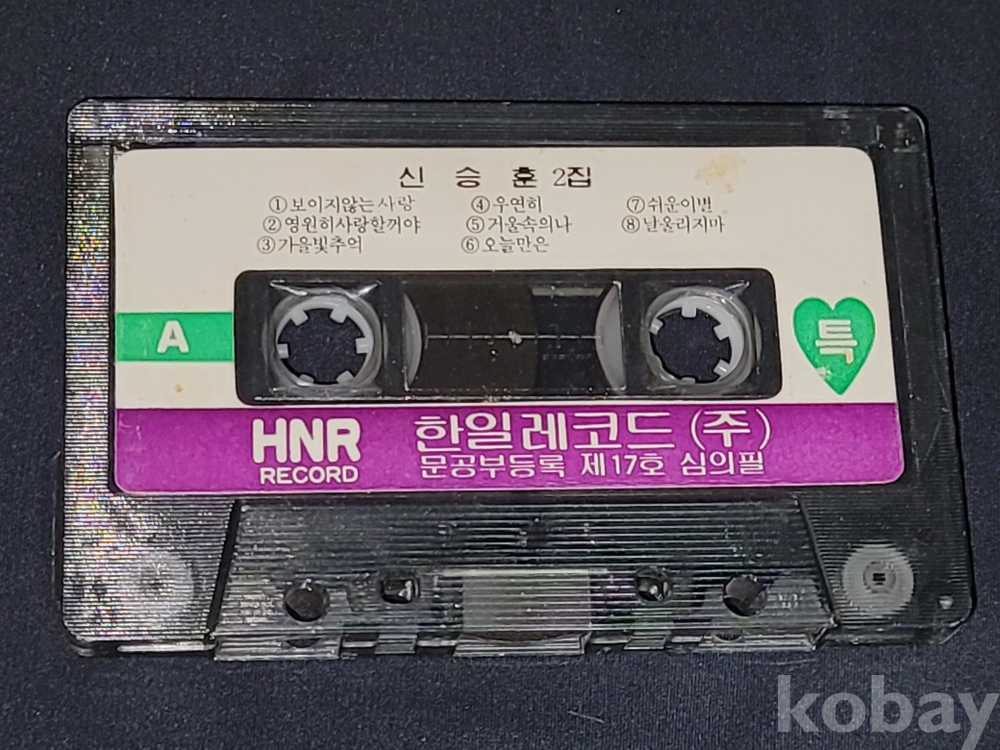 신 승 훈 2집
①보이지않는사랑 ④우연히 ⑦쉬운이별
②영원히사랑할꺼야 ⑤거울속의나 ⑧날울리지마
③가을빛추억 ⑥오늘만은
A
특
HNR 한일레코드 (주)
RECORD 문공부등록 제17호 심의필
kobay